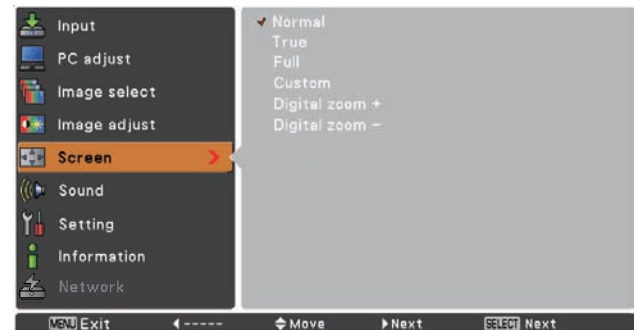 Input
PC adjust
Image select
Image adjust
Screen
Sound
Setting
Information
Network
Normal
True
Full
Custom
Digital zoom +
Digital zoom –
MENU Exit ----- Move Next SELECT Next